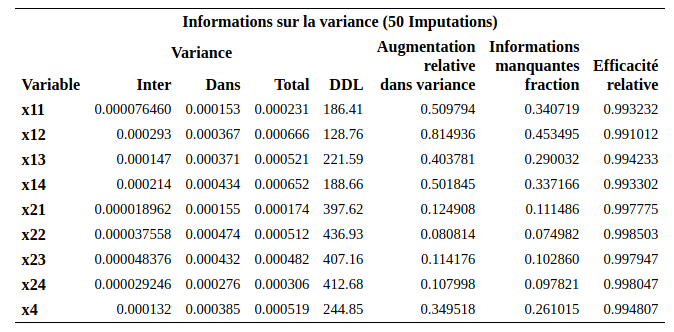 Informations sur la variance (50 Imputations)
Variable Variance Inter Dans Total DDL Augmentation relative dans variance Informations manquantes fraction Efficacité relative
x11 0.000076460 0.000153 0.000231 186.41 0.509794 0.340719 0.993232
x12 0.000293 0.000367 0.000666 128.76 0.814936 0.453495 0.991012
x13 0.000147 0.000371 0.000521 221.59 0.403781 0.290032 0.994233
x14 0.000214 0.000434 0.000652 188.66 0.501845 0.337166 0.993302
x21 0.000018962 0.000155 0.000174 397.62 0.124908 0.111486 0.997775
x22 0.000037558 0.000474 0.000512 436.93 0.080814 0.074982 0.998503
x23 0.000048376 0.000432 0.000482 407.16 0.114176 0.102860 0.997947
x24 0.000029246 0.000276 0.000306 412.68 0.107998 0.097821 0.998047
x4 0.000132 0.000385 0.000519 244.85 0.349518 0.261015 0.994807